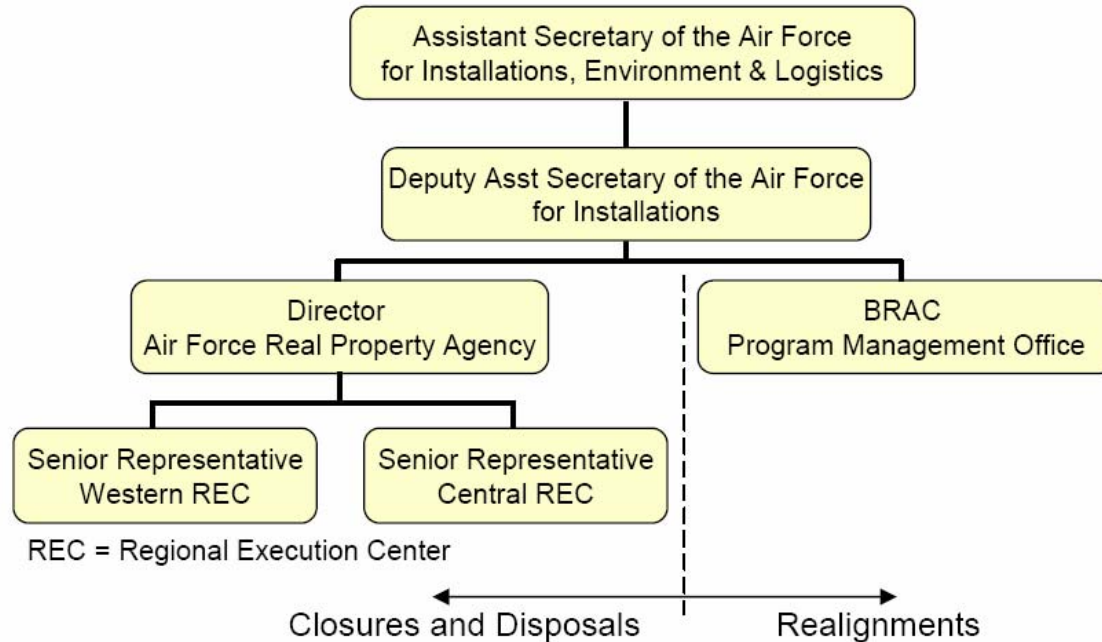 Assistant Secretary of the Air Force
for Installations, Environment & Logistics
Deputy Asst Secretary of the Air Force
for Installations
Director
Air Force Real Property Agency
BRAC
Program Management Office
Senior Representative
Western REC
Senior Representative
Central REC
REC = Regional Execution Center
Closures and Disposals
Realignments